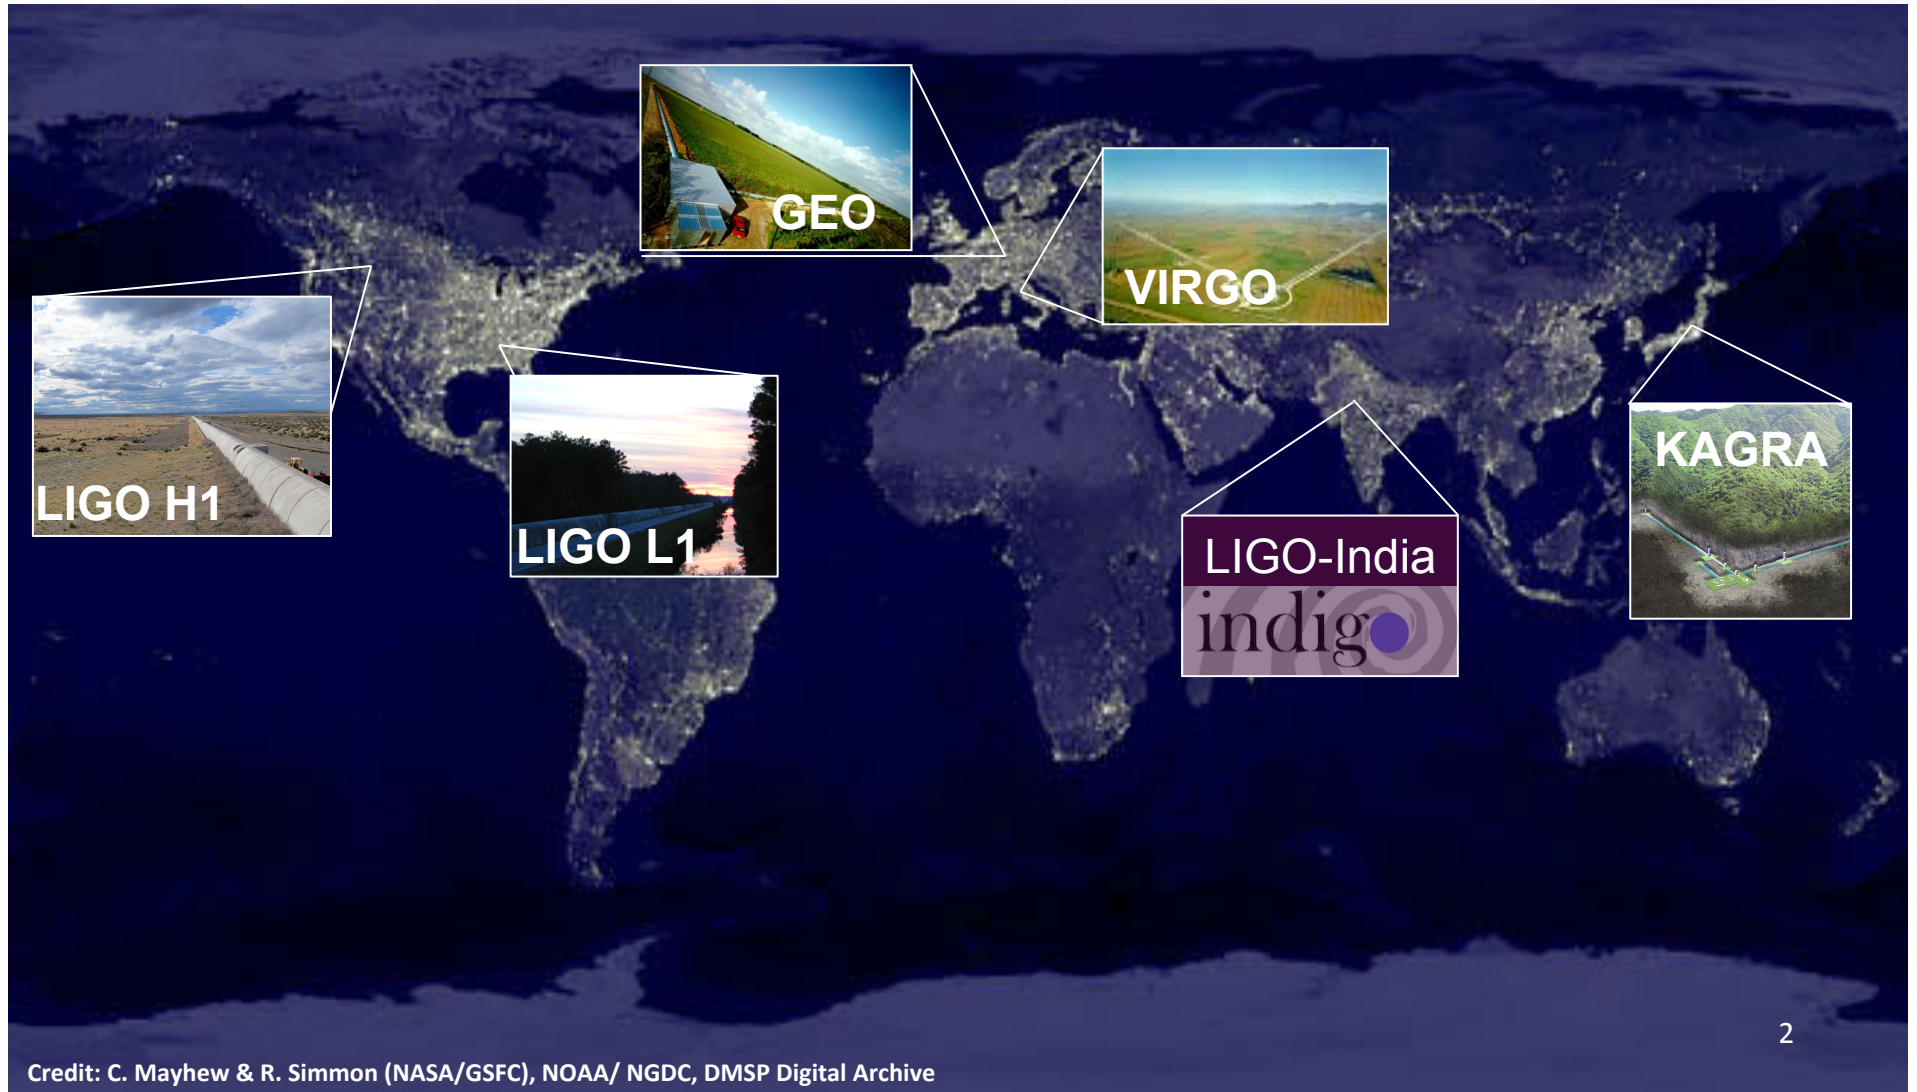 GEO
VIRGO
LIGO H1
LIGO L1
LIGO-India
indigo
KAGRA
2
Credit: C. Mayhew & R. Simmon (NASA/GSFC), NOAA/ NGDC, DMSP Digital Archive